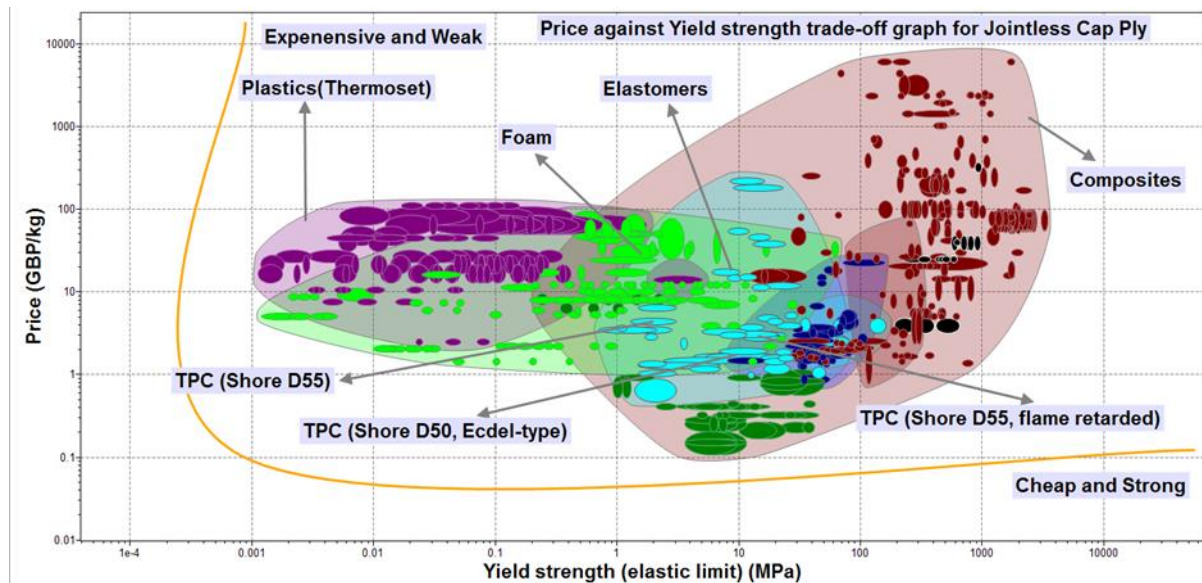 Price against Yield strength trade-off graph for Jointless Cap Ply
Expenensive and Weak
Plastics(Thermoset)
Elastomers
Foam
Composites
TPC (Shore D55)
TPC (Shore D50, Ecdel-type)
TPC (Shore D55, flame retarded)
Cheap and Strong
Price (GBP/kg)
10000
1000
100
10
1
0.1
0.01
1e-4
0.001
0.01
0.1
1
10
100
1000
10000
Yield strength (elastic limit) (MPa)